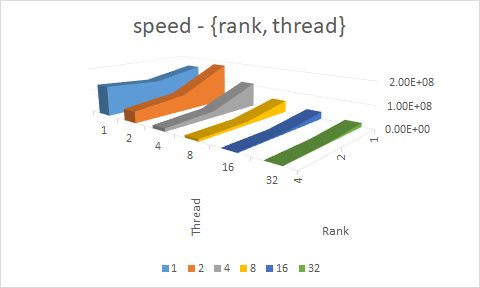 speed - {rank, thread}
2.00E+08
1.00E+08
0.00E+00
1
2
4
8
16
32
1
2
4
Thread
Rank
1 2 4 8 16 32